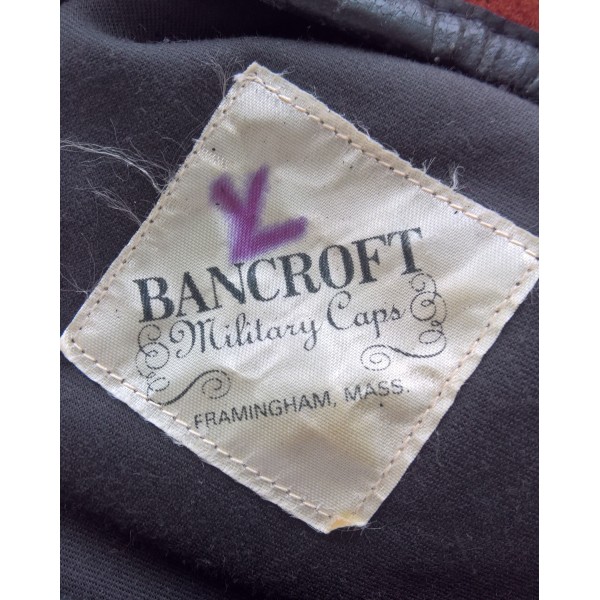 BANCROFT
Military Caps
FRAMINGHAM, MASS.